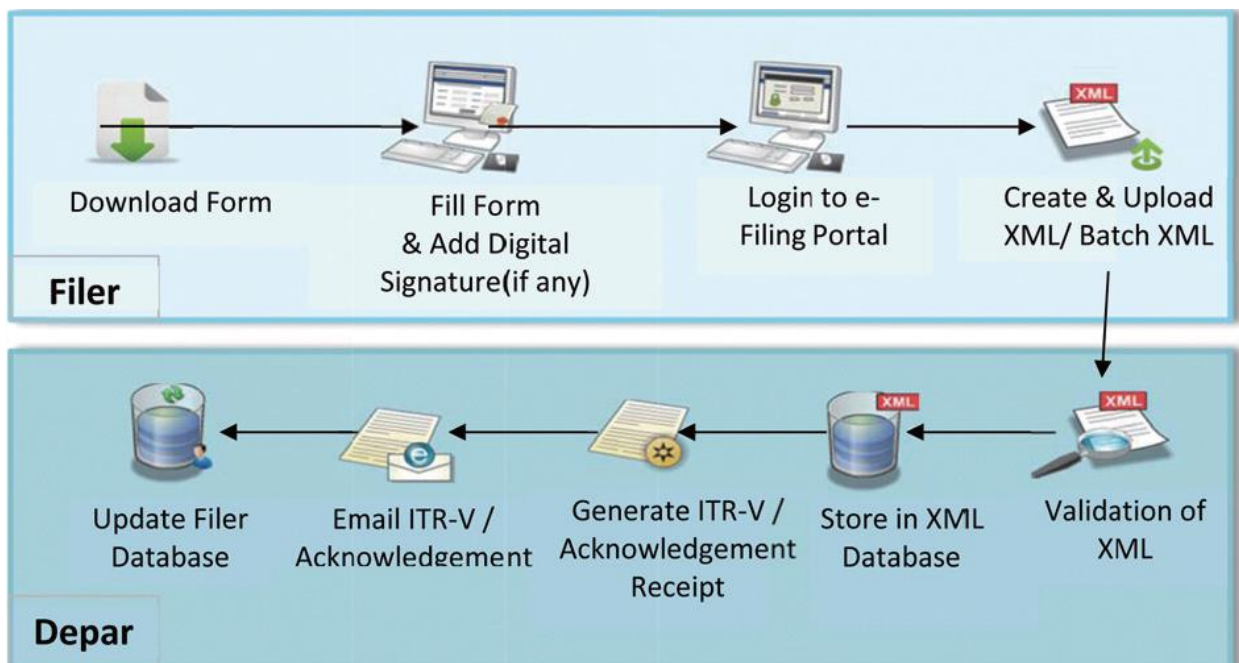 Download Form
Fill Form
& Add Digital
Signature(if any)
Login to e-
Filing Portal
XML
Create & Upload
XML/ Batch XML
Filer
XML
Validation of
XML
XML
Store in XML
Database
Generate ITR-V /
Acknowledgement
Receipt
e
Email ITR-V /
Acknowledgement
Update Filer
Database
Depar